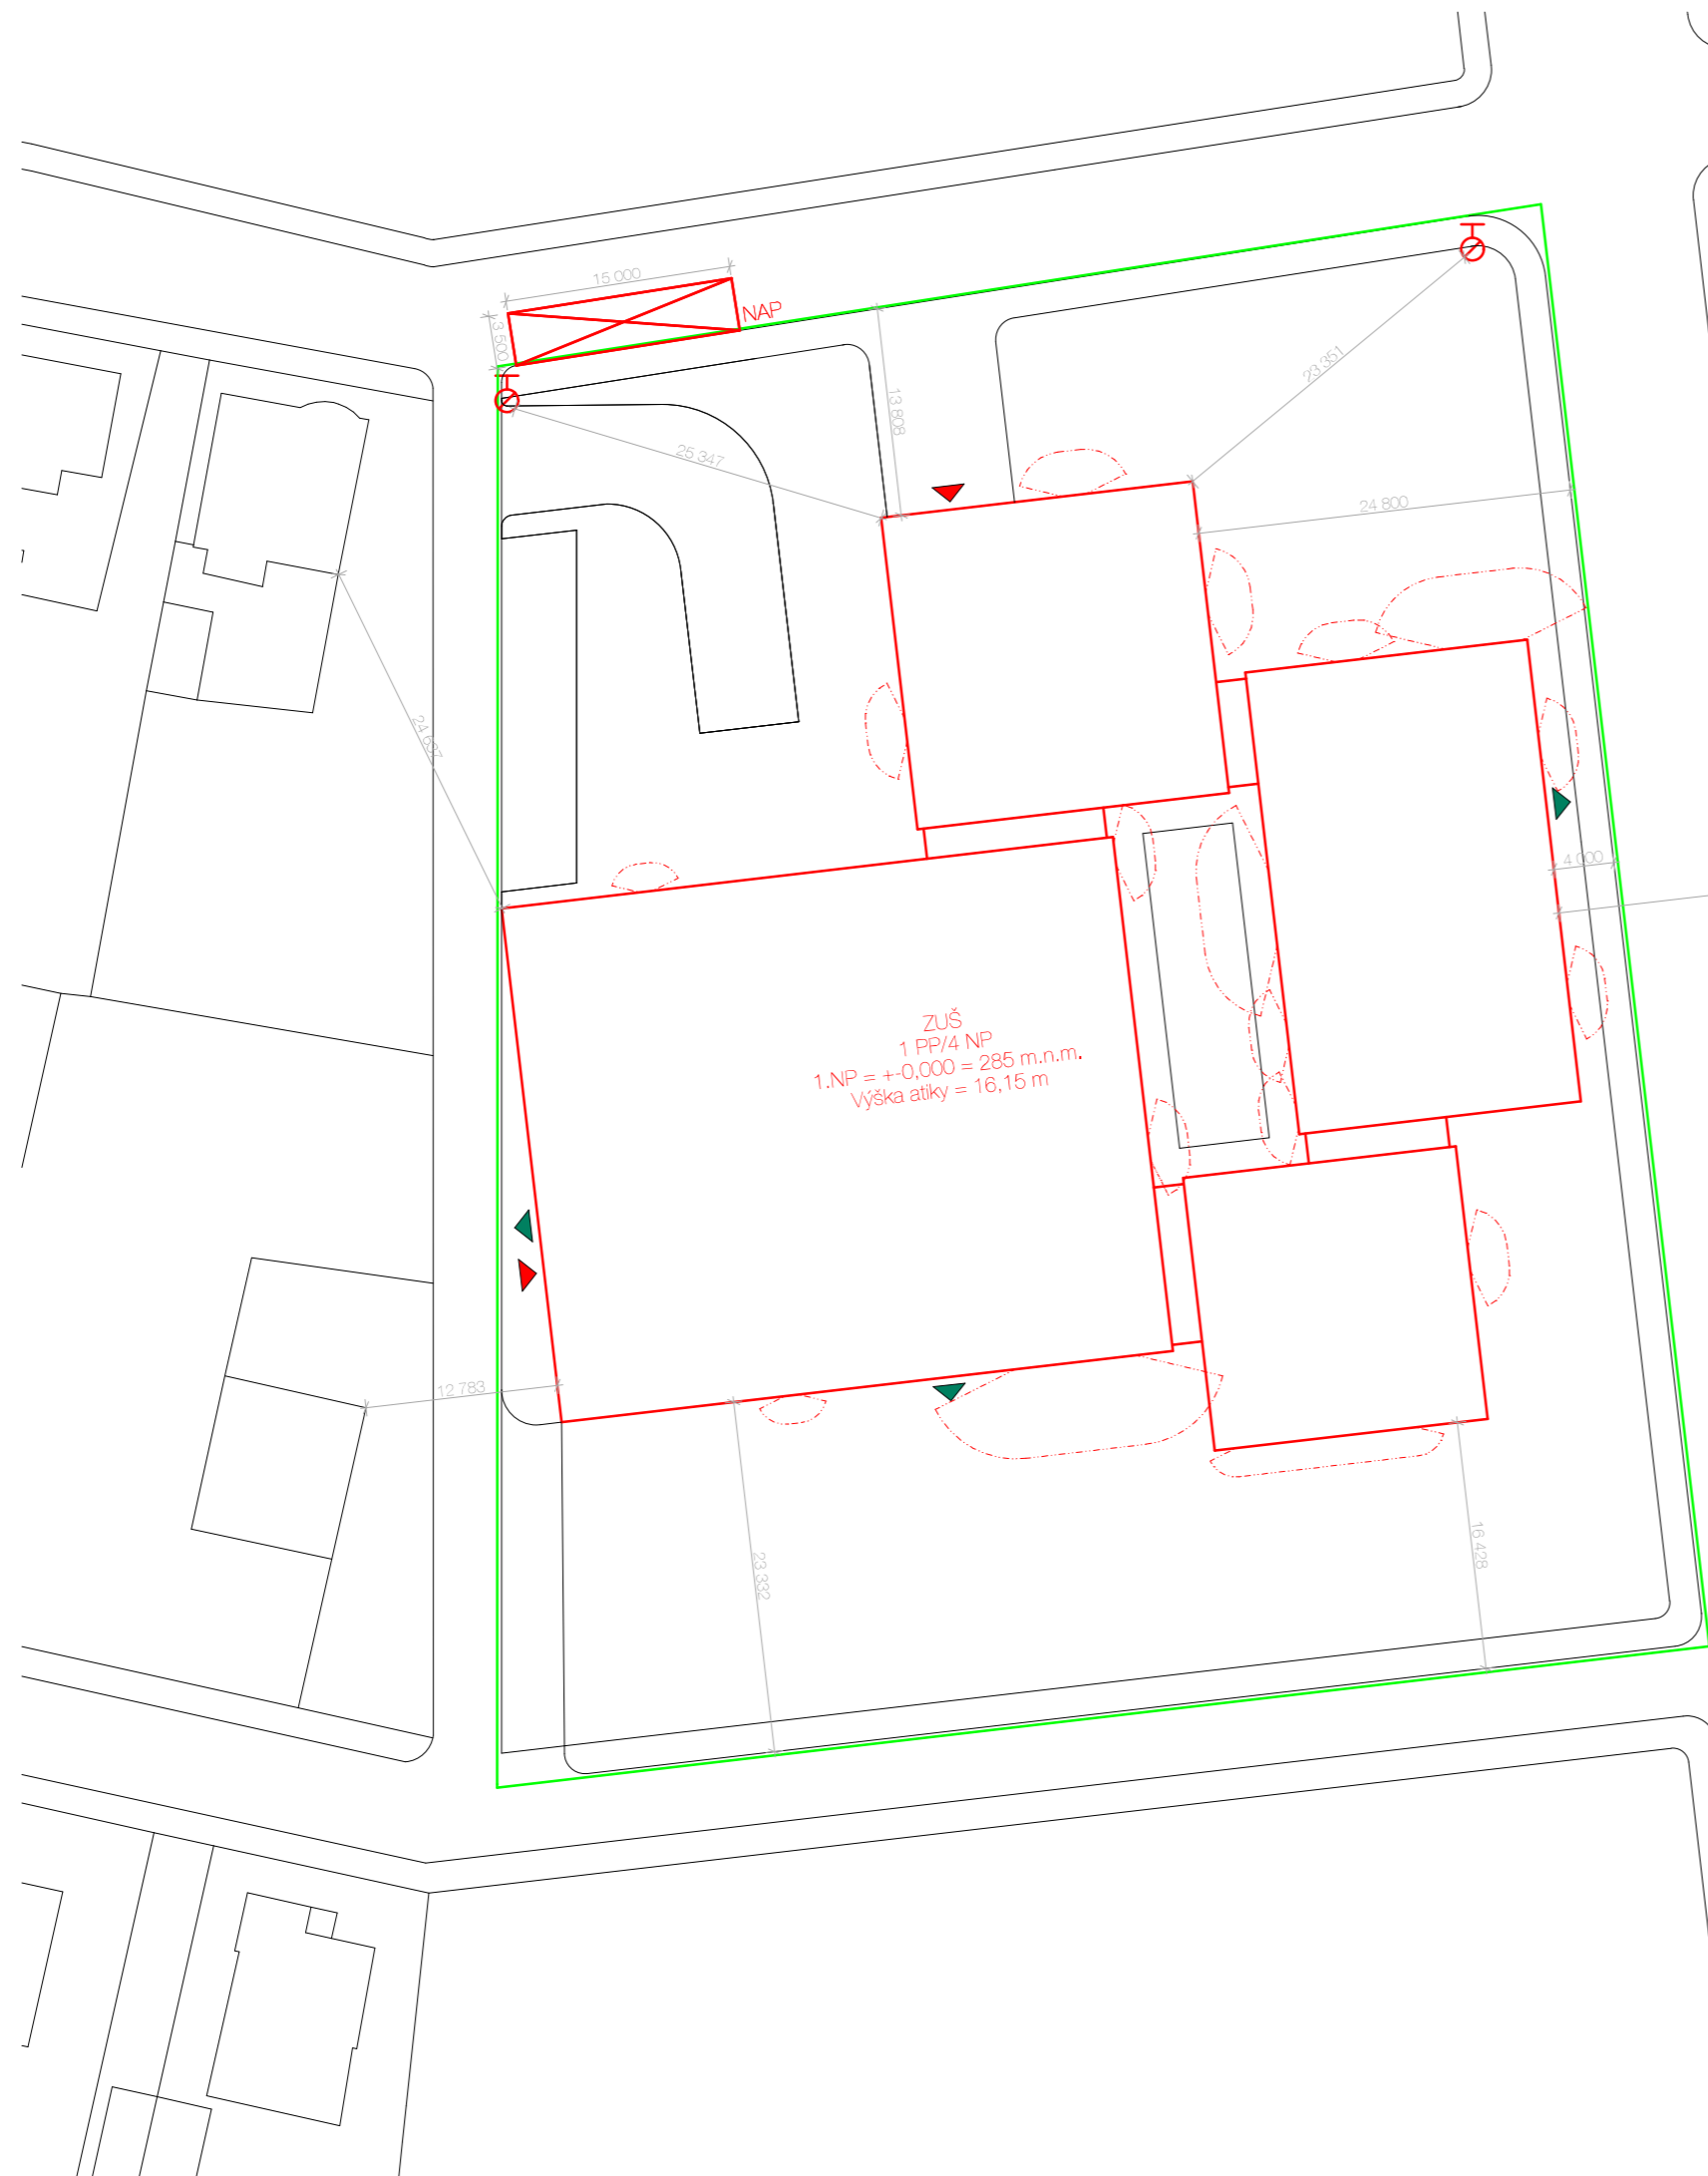 15 000
NAP
3 500
23 351
13 808
25 347
24 800
24 637
4 000
ZUŠ
1 PP/4 NP
1.NP = +-0,000 = 285 m.n.m.
Výška atiky = 16,15 m
12 783
16 428
23 332